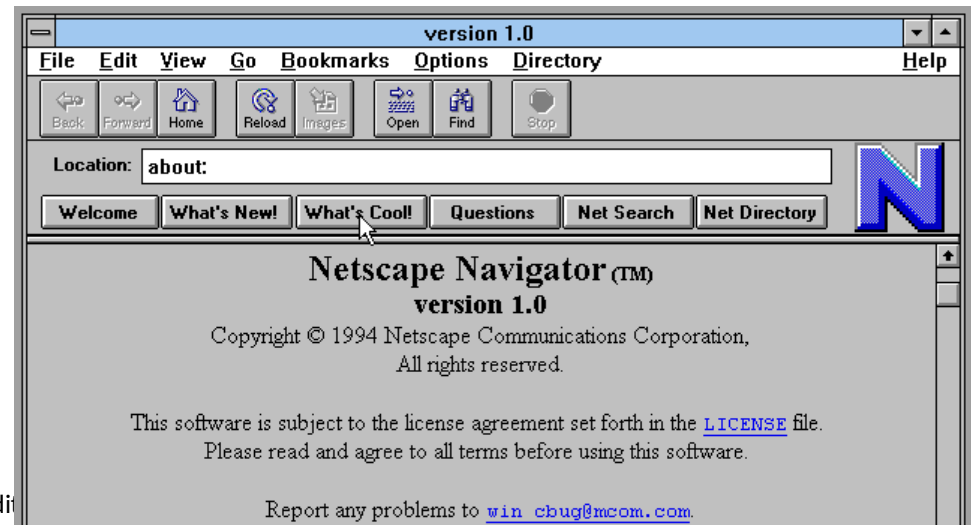 version 1.0
File Edit View Go Bookmarks Options Directory Help
Back Forward Home Reload Images Open Find Stop
Location: about:
Welcome What's New! What's Cool! Questions Net Search Net Directory
N
Netscape Navigator (TM)
version 1.0
Copyright © 1994 Netscape Communications Corporation,
All rights reserved.
This software is subject to the license agreement set forth in the LICENSE file.
Please read and agree to all terms before using this software.
Report any problems to win_cbug@mcom.com.